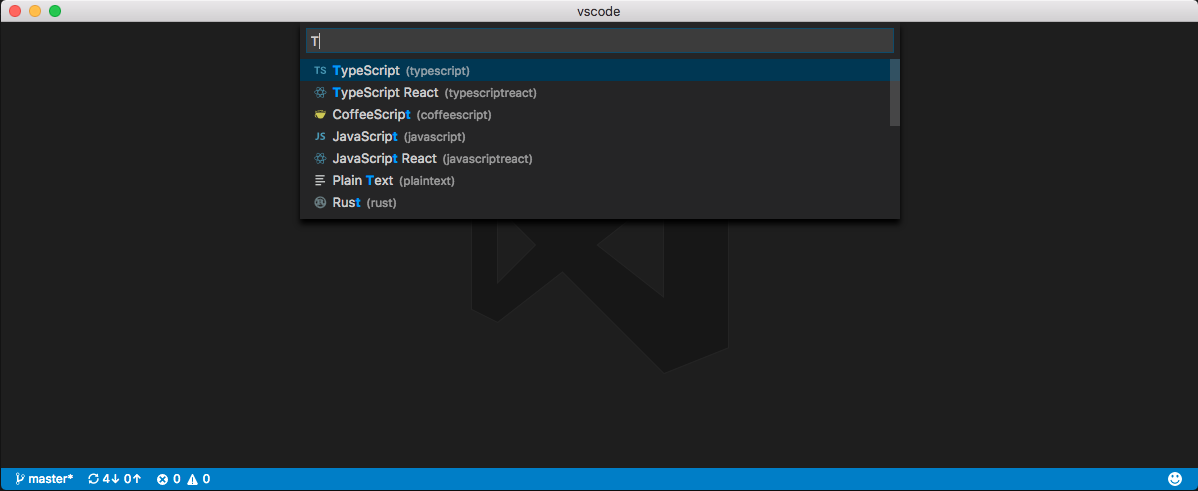 vscode
T
TS TypeScript (typescript)
TypeScript React (typescriptreact)
CoffeeScript (coffeescript)
JS JavaScript (javascript)
JavaScript React (javascriptreact)
Plain Text (plaintext)
Rust (rust)
master* 4↓ 0↑ 0 0